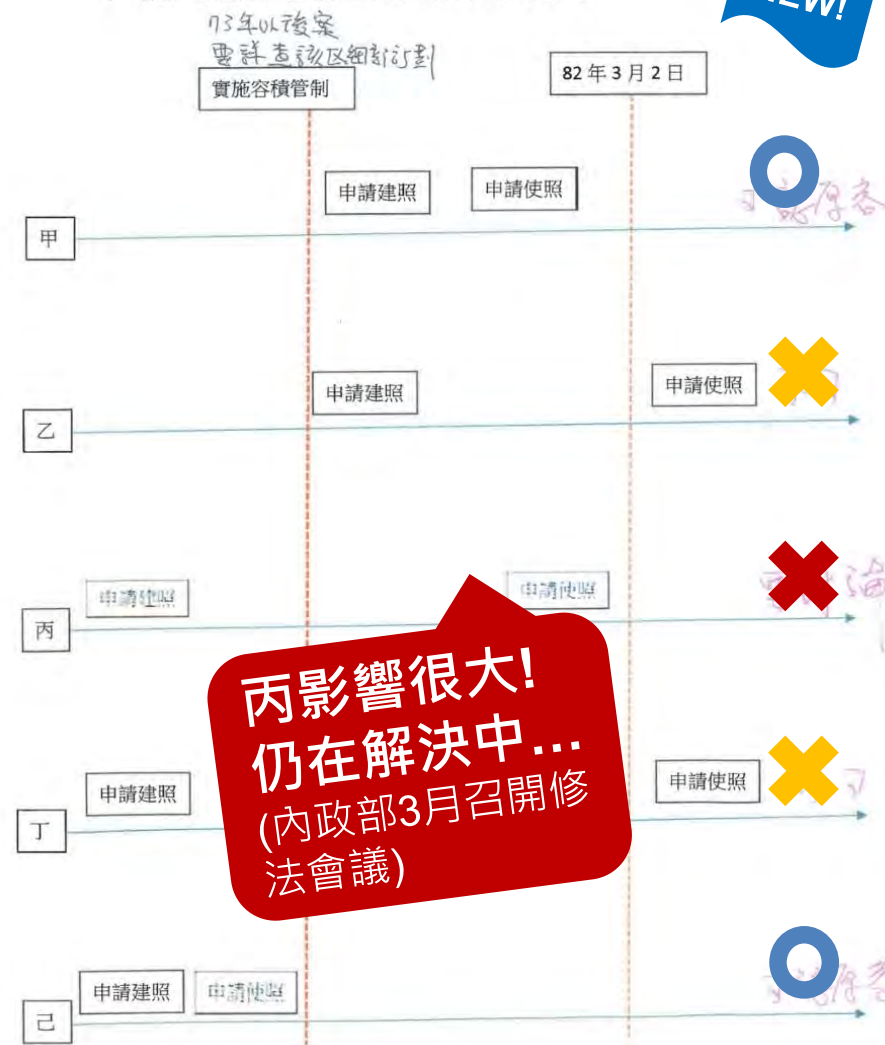 NEW!
73年以後案
要詳查該区細部计劃
實施容積管制
82年3月2日
申請建照
申請使照
甲
申請建照
申請使照
乙
申請建照
申請使照
丙
丙影響很大!
仍在解決中...
(內政部3月召開修
法會議)
申請建照
申請使照
丁
申請建照
申請使照
己